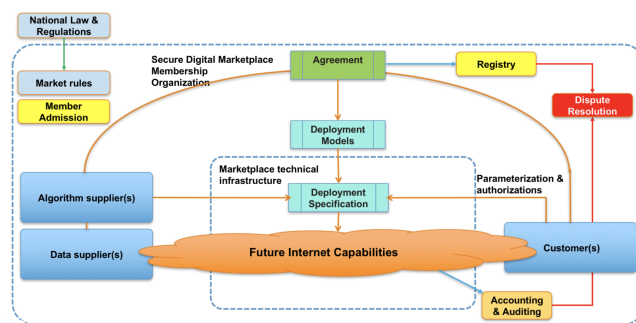 National Law &
Regulations
Secure Digital Marketplace
Membership
Organization
Agreement
Registry
Market rules
Member
Admission
Dispute
Resolution
Deployment
Models
Marketplace technical
infrastructure
Parameterization &
authorizations
Algorithm supplier(s)
Deployment
Specification
Data supplier(s)
Future Internet Capabilities
Customer(s)
Accounting
& Auditing